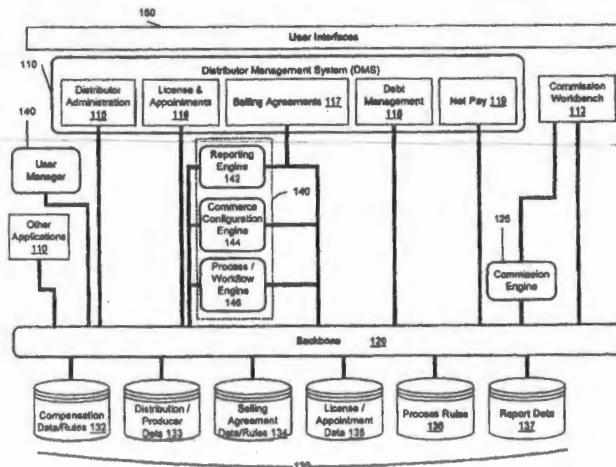 150
User Interfaces
110
Distributor Management System (DMS)
Distributor
Administration
115
License &
Appointments
116
Selling Agreements 117
Debt
Management
118
Net Pay 119
Commission
Workbench
113
140
User
Manager
Reporting
Engine
142
140
Commerce
Configuration
Engine
144
Other
Applications
110
125
Process /
Workflow
Engine
146
Commission
Engine
Backbone 120
Compensation
Data/Rules 132
Distribution /
Producer
Data 133
Selling
Agreement
Data/Rules 134
License /
Appointment
Data 135
Process Rules
136
Report Data
137